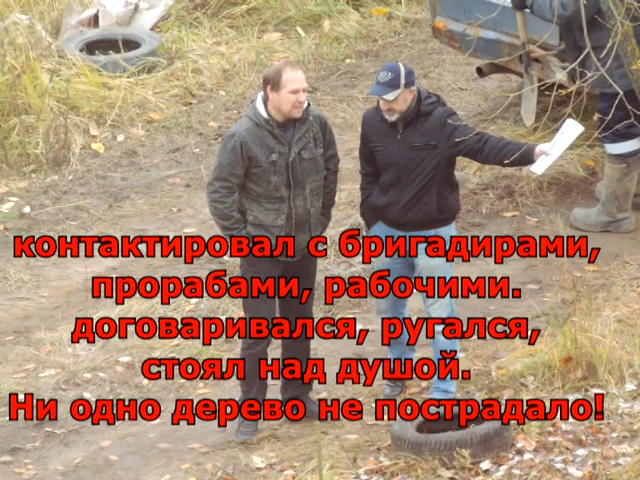 контактировал с бригадирами,
прорабами, рабочими.
договаривался, ругался,
стоял над душой.
Ни одно дерево не пострадало!